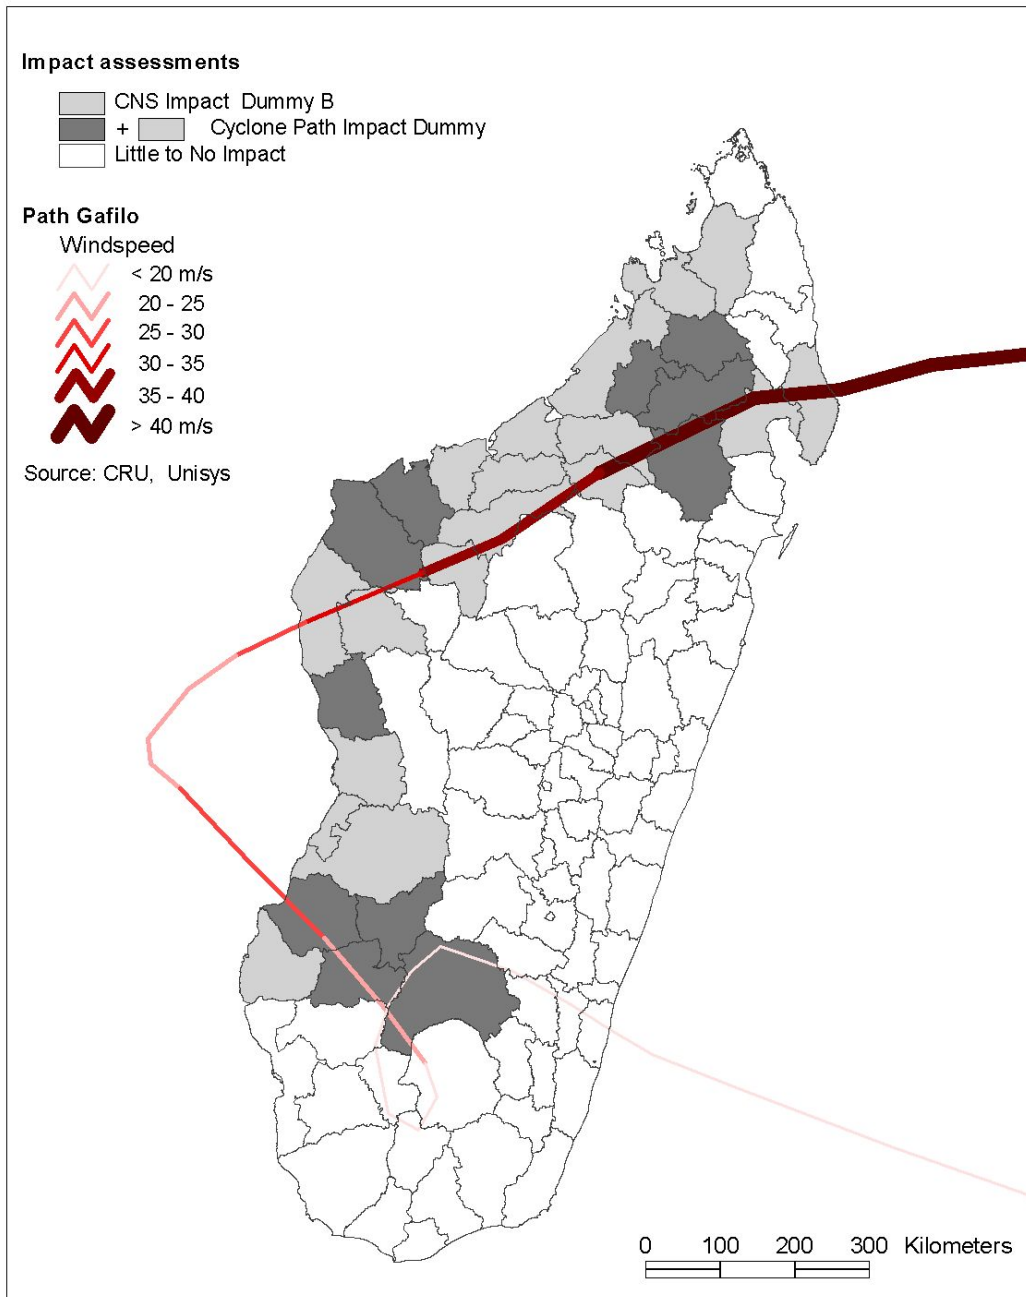 Impact assessments
CNS Impact Dummy B
+ Cyclone Path Impact Dummy
Little to No Impact
Path Gafilo
Windspeed
< 20 m/s
20 - 25
25 - 30
30 - 35
35 - 40
> 40 m/s
Source: CRU, Unisys
0 100 200 300 Kilometers